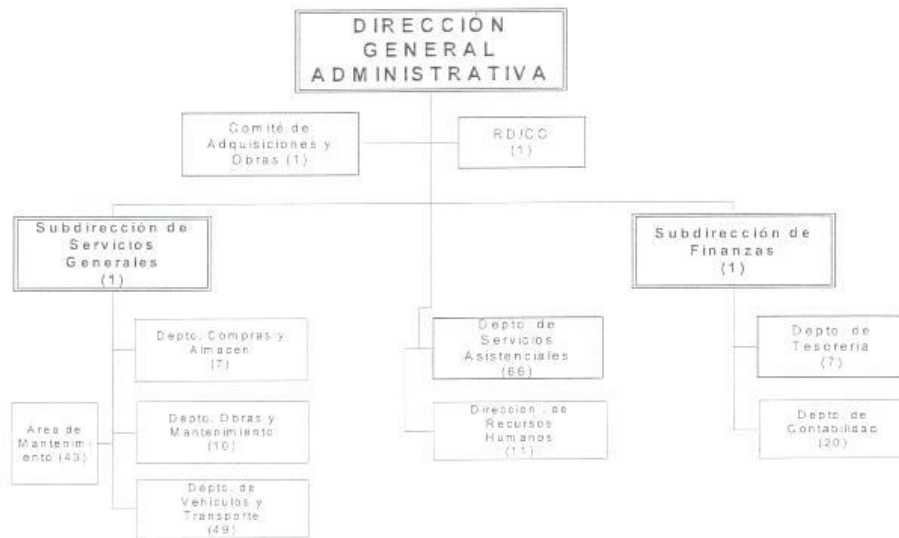 DIRECCIÓN
GENERAL
ADMINISTRATIVA
Comité de
Adquisiciones y
Obras (1)
RD/CC
(1)
Subdirección de
Servicios
Generales
(1)
Subdirección de
Finanzas
(1)
Depto. Compras y
Almacen
(7)
Depto. de
Servicios
Asistenciales
(66)
Depto. de
Tesorería
(7)
Area de
Mantenimi
ento (43)
Depto. Obras y
Mantenimiento
(10)
Dirección . de
Recursos
Humanos
(11)
Depto. de
Contabilidad
(20)
Depto. de
Vehículos y
Transporte
(49)